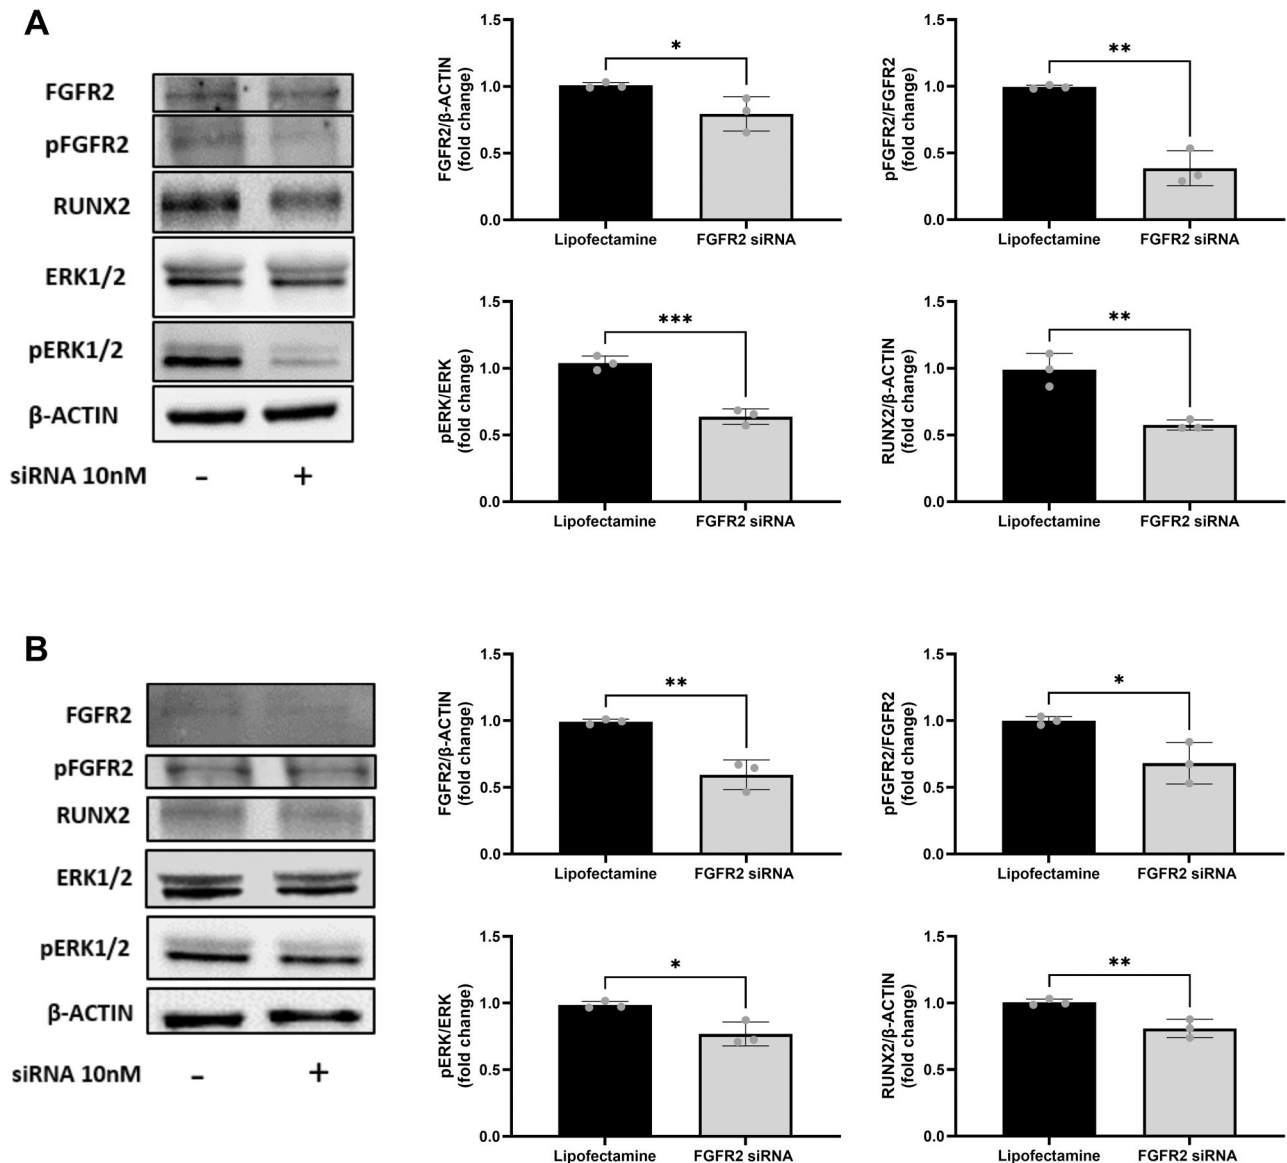 A
FGFR2
pFGFR2
RUNX2
ERK1/2
pERK1/2
β-ACTIN
siRNA 10nM - +
FGFR2/β-ACTIN
(fold change)
1.5
1.0
0.5
0.0
*
Lipofectamine FGFR2 siRNA
pFGFR2/FGFR2
(fold change)
1.5
1.0
0.5
0.0
**
Lipofectamine FGFR2 siRNA
pERK/ERK
(fold change)
1.5
1.0
0.5
0.0
***
Lipofectamine FGFR2 siRNA
RUNX2/β-ACTIN
(fold change)
1.5
1.0
0.5
0.0
**
Lipofectamine FGFR2 siRNA
B
FGFR2
pFGFR2
RUNX2
ERK1/2
pERK1/2
β-ACTIN
siRNA 10nM - +
FGFR2/β-ACTIN
(fold change)
1.5
1.0
0.5
0.0
**
Lipofectamine FGFR2 siRNA
pFGFR2/FGFR2
(fold change)
1.5
1.0
0.5
0.0
*
Lipofectamine FGFR2 siRNA
pERK/ERK
(fold change)
1.5
1.0
0.5
0.0
*
Lipofectamine FGFR2 siRNA
RUNX2/β-ACTIN
(fold change)
1.5
1.0
0.5
0.0
**
Lipofectamine FGFR2 siRNA